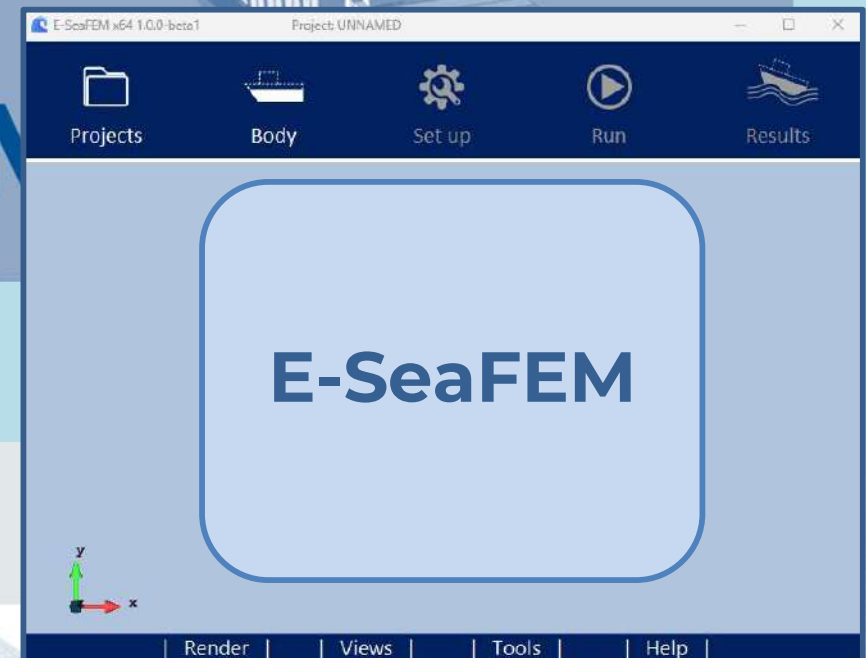 E-SeaFEM x64 1.0.0-beta1 Project: UNNAMED
Projects Body Set up Run Results
E-SeaFEM
y
x
| Render | | Views | | Tools | | Help |